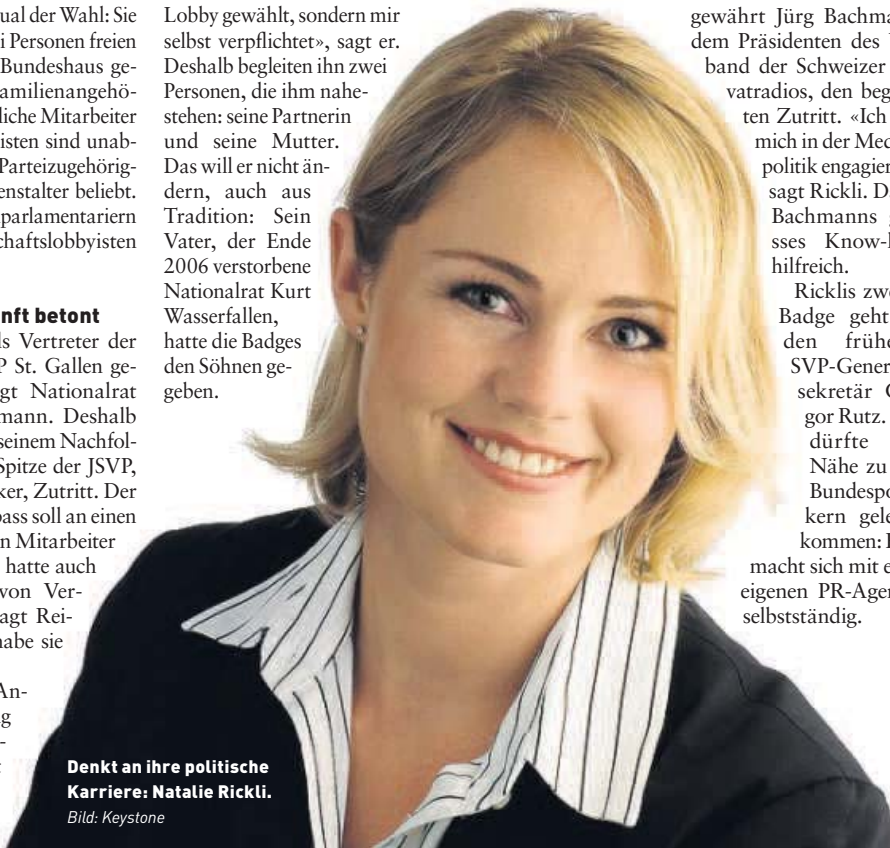 ual der Wahl: Sie
i Personen freien
Bundeshaus ge-
amilienangehö-
liche Mitarbeiter
isten sind unab-
Parteizugehörig-
enstalter beliebt.
parlamentariern
chaftslobbyisten
nft betont
ls Vertreter der
P St. Gallen ge-
gt Nationalrat
mann. Deshalb
seinem Nachfol-
Spitze der JSVP,
ker, Zutritt. Der
pass soll an einen
n Mitarbeiter
hatte auch
von Ver-
agt Rei-
habe sie
An-
g
-
Lobby gewählt, sondern mir
selbst verpflichtet», sagt er.
Deshalb begleiten ihn zwei
Personen, die ihm nahe-
stehen: seine Partnerin
und seine Mutter.
Das will er nicht än-
dern, auch aus
Tradition: Sein
Vater, der Ende
2006 verstorbene
Nationalrat Kurt
Wasserfallen,
hatte die Badges
den Söhnen ge-
geben.
gewährt Jürg Bachma
dem Präsidenten des
band der Schweizer
vatradios, den beg
ten Zutritt. «Ich
mich in der Med
politik engagier
sagt Rickli. D
Bachmanns g
sses Know-h
hilfreich.
Ricklis zwe
Badge geht
den frühe
SVP-Gener
sekretär G
gor Rutz.
dürfte
Nähe zu
Bundespo
kern gele
kommen: I
macht sich mit e
eigenen PR-Agen
selbstständig.
Denkt an ihre politische
Karriere: Natalie Rickli.
Bild: Keystone